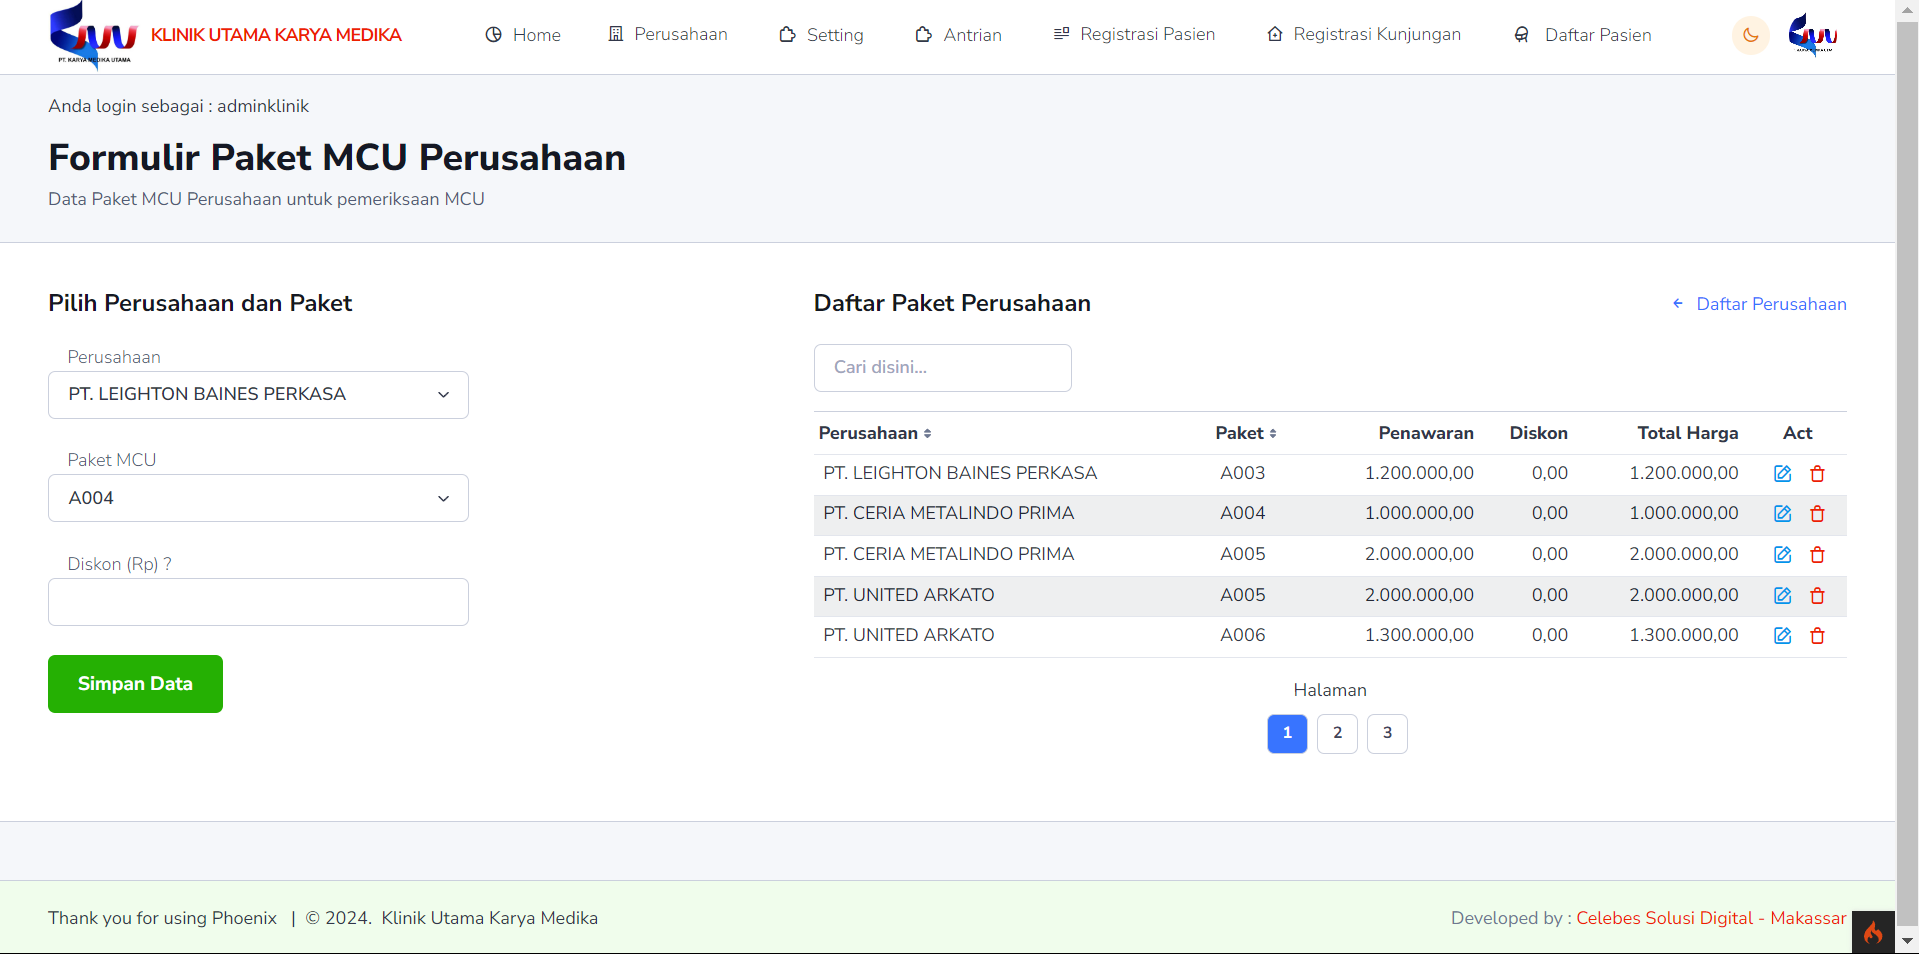 PT. KARYA MEDIKA UTAMA
KLINIK UTAMA KARYA MEDIKA
Home
Perusahaan
Setting
Antrian
Registrasi Pasien
Registrasi Kunjungan
Daftar Pasien
Anda login sebagai : adminklinik
Formulir Paket MCU Perusahaan
Data Paket MCU Perusahaan untuk pemeriksaan MCU
Pilih Perusahaan dan Paket
Perusahaan
PT. LEIGHTON BAINES PERKASA
Paket MCU
A004
Diskon (Rp) ?
Simpan Data
Daftar Paket Perusahaan
Daftar Perusahaan
Cari disini...
Perusahaan Paket Penawaran Diskon Total Harga Act
PT. LEIGHTON BAINES PERKASA A003 1.200.000,00 0,00 1.200.000,00
PT. CERIA METALINDO PRIMA A004 1.000.000,00 0,00 1.000.000,00
PT. CERIA METALINDO PRIMA A005 2.000.000,00 0,00 2.000.000,00
PT. UNITED ARKATO A005 2.000.000,00 0,00 2.000.000,00
PT. UNITED ARKATO A006 1.300.000,00 0,00 1.300.000,00
Halaman
1 2 3
Thank you for using Phoenix | © 2024. Klinik Utama Karya Medika
Developed by : Celebes Solusi Digital - Makassar